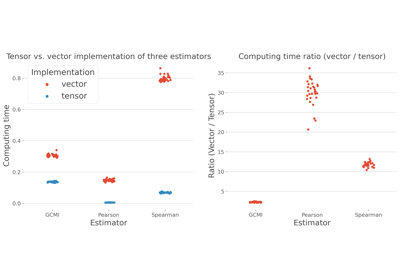 Tensor vs. vector implementation of three estimators
Implementation
vector
tensor
Computing time
0.8
0.6
0.4
0.2
0.0
GCMI
Pearson
Spearman
Estimator
Computing time ratio (vector / tensor)
Ratio (Vector / Tensor)
35
30
25
20
15
10
5
GCMI
Pearson
Spearman
Estimator